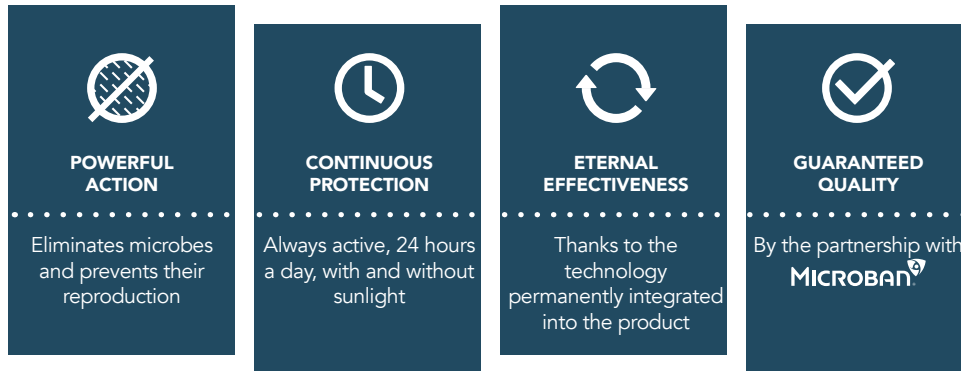 POWERFUL
ACTION
Eliminates microbes
and prevents their
reproduction
CONTINUOUS
PROTECTION
Always active, 24 hours
a day, with and without
sunlight
ETERNAL
EFFECTIVENESS
Thanks to the
technology
permanently integrated
into the product
GUARANTEED
QUALITY
By the partnership with
MICROBAN